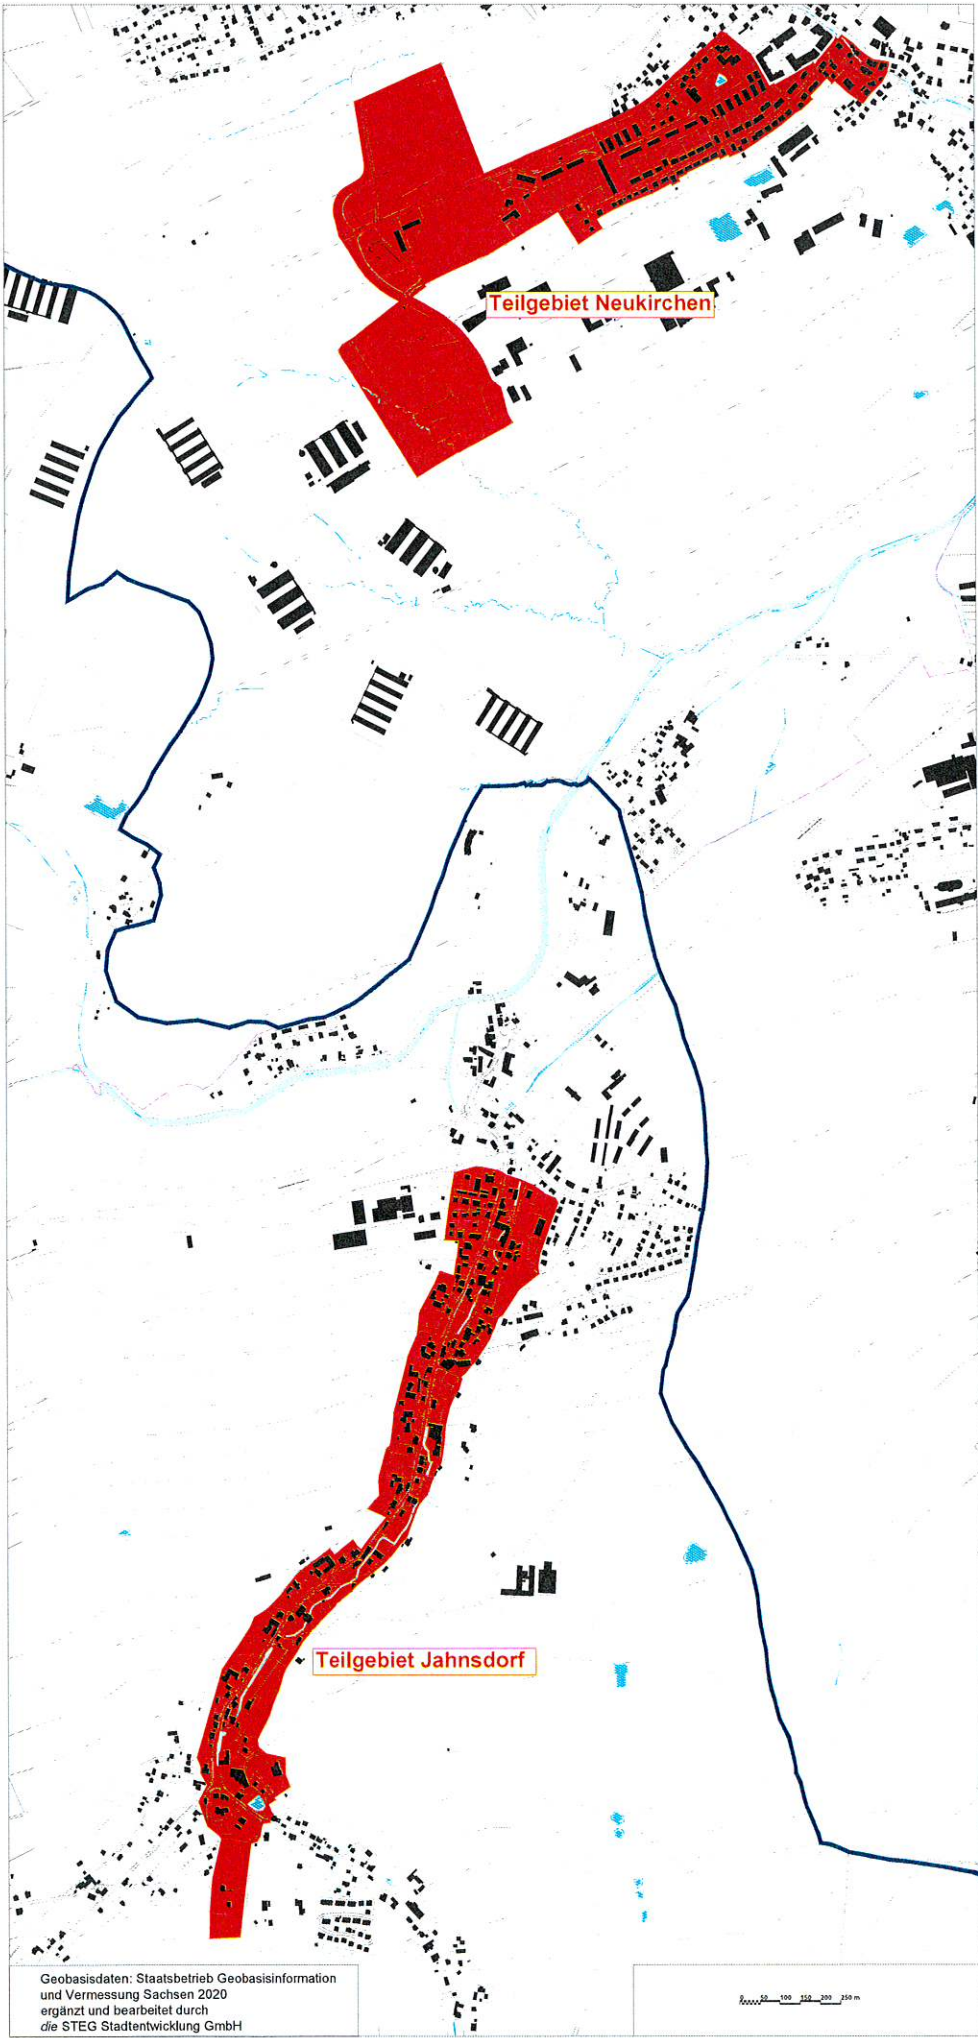 Teilgebiet Neukirchen
Teilgebiet Jahnsdorf
Geobasisdaten: Staatsbetrieb Geobasisinformation
und Vermessung Sachsen 2020
ergänzt und bearbeitet durch
die STEG Stadtentwicklung GmbH
0 50 100 150 200 250 m